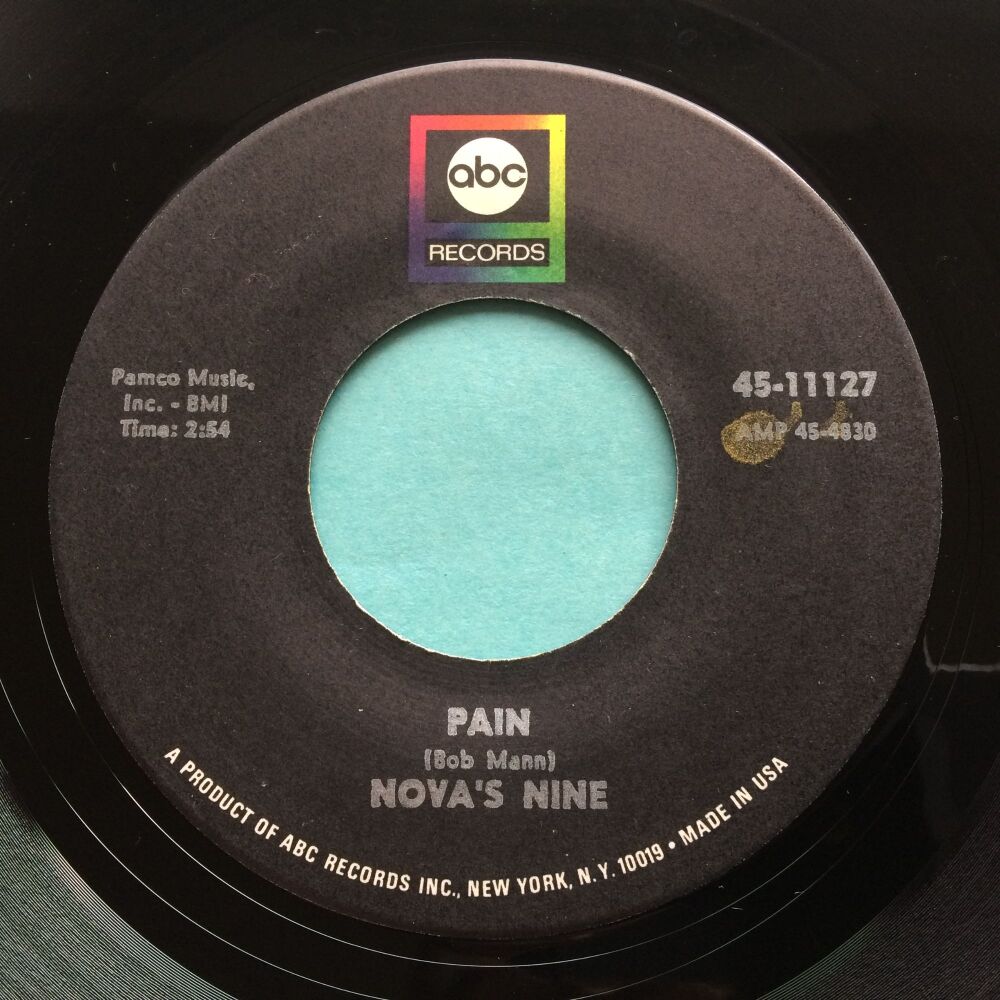 abc
RECORDS
Pamco Music,
Inc. - BMI
Time: 2:54
45-11127
AMP 45-4830
PAIN
(Bob Mann)
NOVA'S NINE
A PRODUCT OF ABC RECORDS INC., NEW YORK, N.Y. 10019 • MADE IN USA